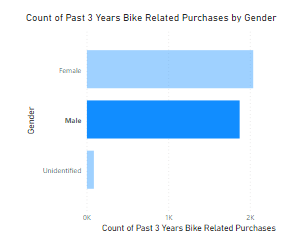 Count of Past 3 Years Bike Related Purchases by Gender
Gender
Female
Male
Unidentified
0K 1K 2K
Count of Past 3 Years Bike Related Purchases